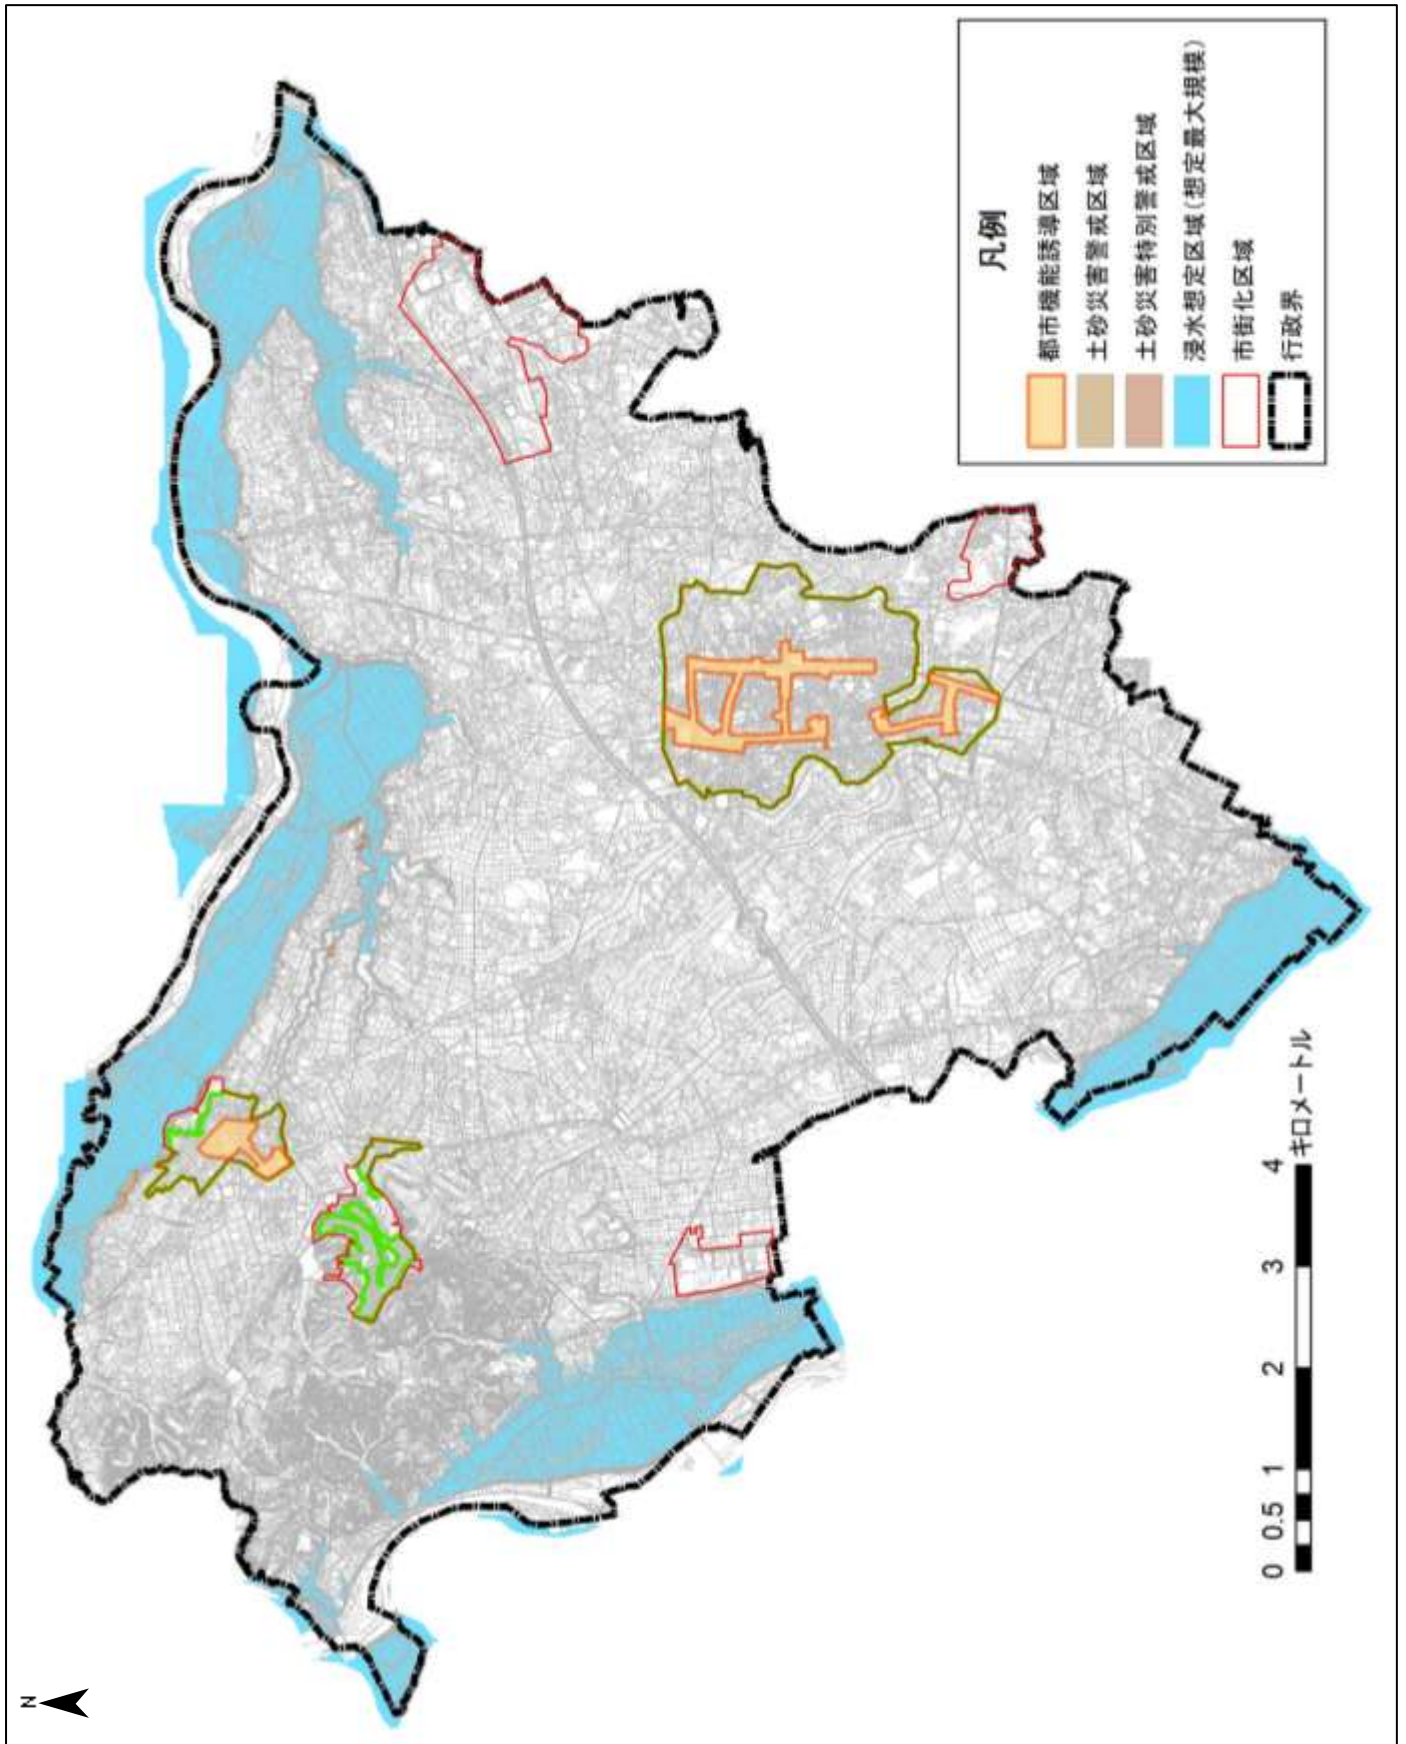 凡例
都市機能誘導区域
土砂災害警戒区域
土砂災害特別警戒区域
浸水想定区域(想定最大規模)
市街化区域
行政界
0 0.5 1 2 3 4
キロメートル
N